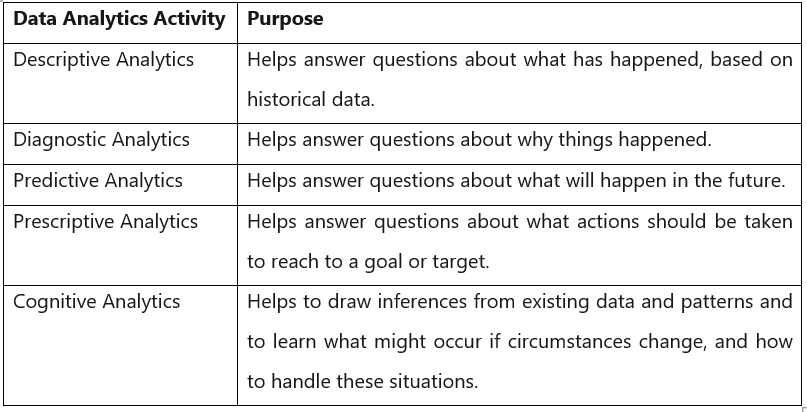 Data Analytics Activity Purpose
Descriptive Analytics Helps answer questions about what has happened, based on
historical data.
Diagnostic Analytics Helps answer questions about why things happened.
Predictive Analytics Helps answer questions about what will happen in the future.
Prescriptive Analytics Helps answer questions about what actions should be taken
to reach to a goal or target.
Cognitive Analytics Helps to draw inferences from existing data and patterns and
to learn what might occur if circumstances change, and how
to handle these situations.